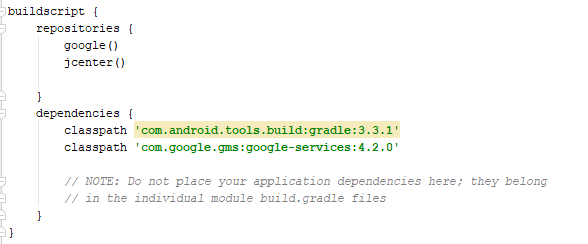 buildscript {
    repositories {
        google()
        jcenter()

    }
    dependencies {
        classpath 'com.android.tools.build:gradle:3.3.1'
        classpath 'com.google.gms:google-services:4.2.0'

        // NOTE: Do not place your application dependencies here; they belong
        // in the individual module build.gradle files
    }
}